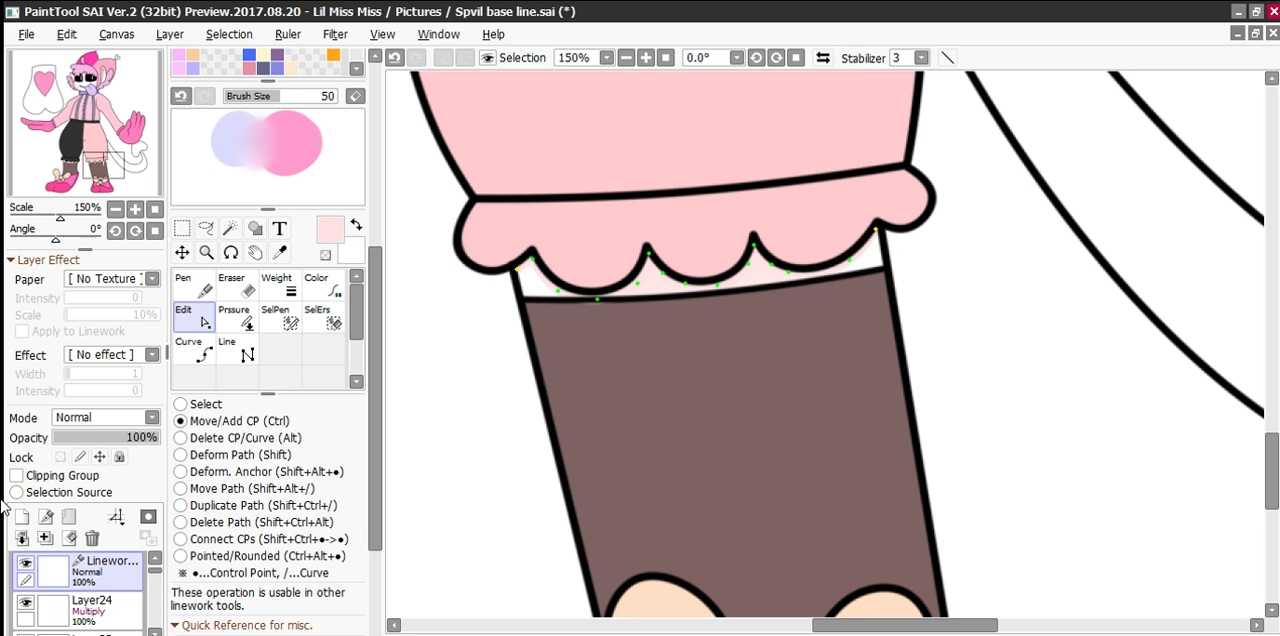 PaintTool SAI Ver.2 (32bit) Preview.2017.08.20 - Lil Miss Miss / Pictures / Spvil base line.sai (*)
File Edit Canvas Layer Selection Ruler Filter View Window Help
Selection 150% 0.0° Stabilizer 3
Brush Size 50
Scale 150%
Angle 0°
Layer Effect
Paper [ No Texture ]
Intensity 0
Scale 10%
Apply to Linework
Effect [ No effect ]
Width 1
Intensity 0
Mode Normal
Opacity 100%
Lock
Clipping Group
Selection Source
Linewor...
Normal
100%
Layer24
Multiply
100%
T
Pen Eraser Weight Color
Edit Prssure SelPen SelErs
Curve Line
Select
Move/Add CP (Ctrl)
Delete CP/Curve (Alt)
Deform Path (Shift)
Deform. Anchor (Shift+Alt+●)
Move Path (Shift+Alt+/)
Duplicate Path (Shift+Ctrl+/)
Delete Path (Shift+Ctrl+Alt)
Connect CPs (Shift+Ctrl+●->●)
Pointed/Rounded (Ctrl+Alt+●)
※ ●...Control Point, /...Curve
These operation is usable in other
linework tools.
Quick Reference for misc.